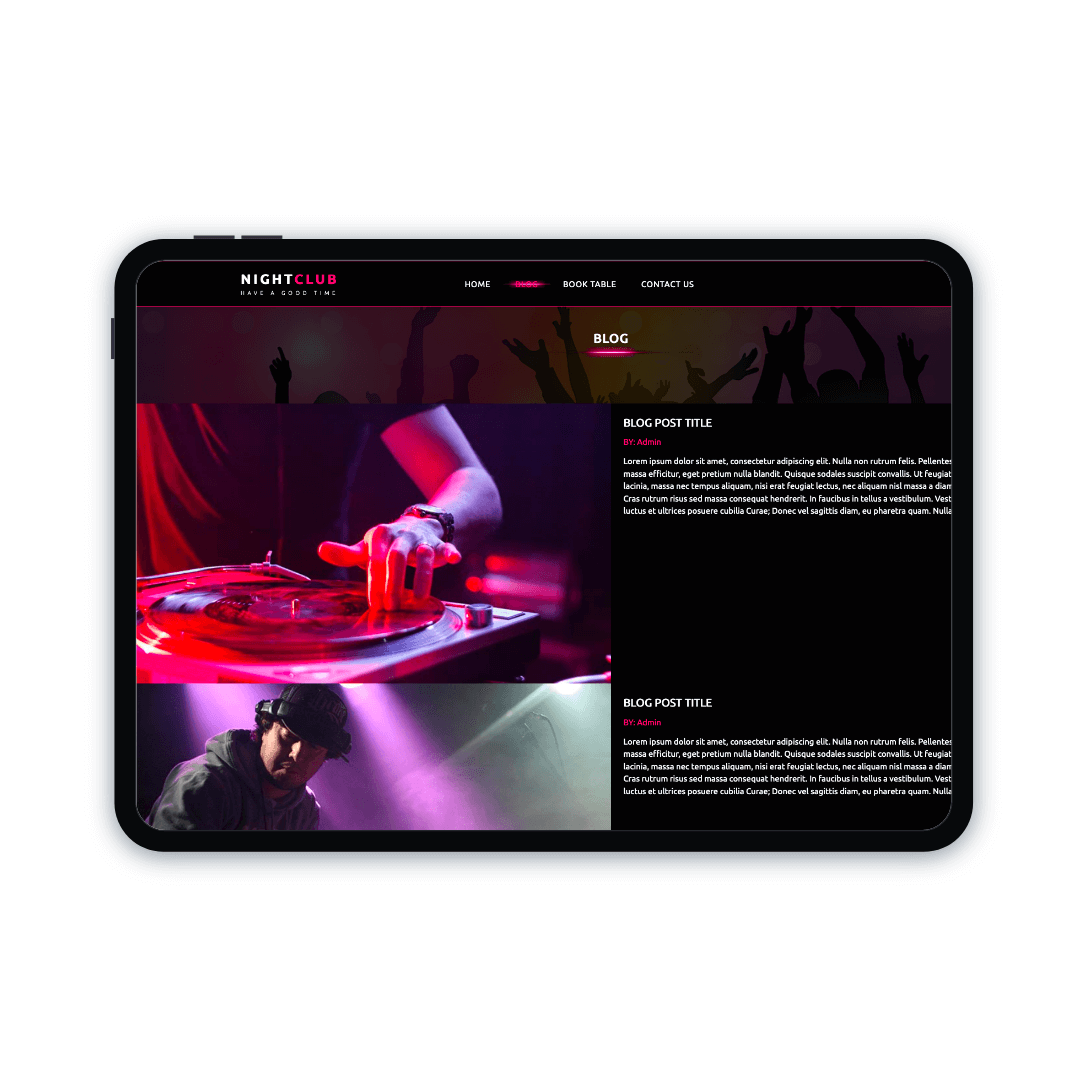 NIGHTCLUB
HAVE A GOOD TIME
HOME BLOG BOOK TABLE CONTACT US
BLOG
BLOG POST TITLE
BY: Admin
Lorem ipsum dolor sit amet, consectetur adipiscing elit. Nulla non rutrum felis. Pellentes
massa efficitur, eget pretium nulla blandit. Quisque sodales suscipit convallis. Ut feugiat
lacinia, massa nec tempus aliquam, nisi erat feugiat lectus, nec aliquam nisl massa a diam
Cras rutrum risus sed massa consequat hendrerit. In faucibus in tellus a vestibulum. Vest
luctus et ultrices posuere cubilia Curae; Donec vel sagittis diam, eu pharetra quam. Nulla
BLOG POST TITLE
BY: Admin
Lorem ipsum dolor sit amet, consectetur adipiscing elit. Nulla non rutrum felis. Pellentes
massa efficitur, eget pretium nulla blandit. Quisque sodales suscipit convallis. Ut feugiat
lacinia, massa nec tempus aliquam, nisi erat feugiat lectus, nec aliquam nisl massa a diam
Cras rutrum risus sed massa consequat hendrerit. In faucibus in tellus a vestibulum. Vest
luctus et ultrices posuere cubilia Curae; Donec vel sagittis diam, eu pharetra quam. Nulla